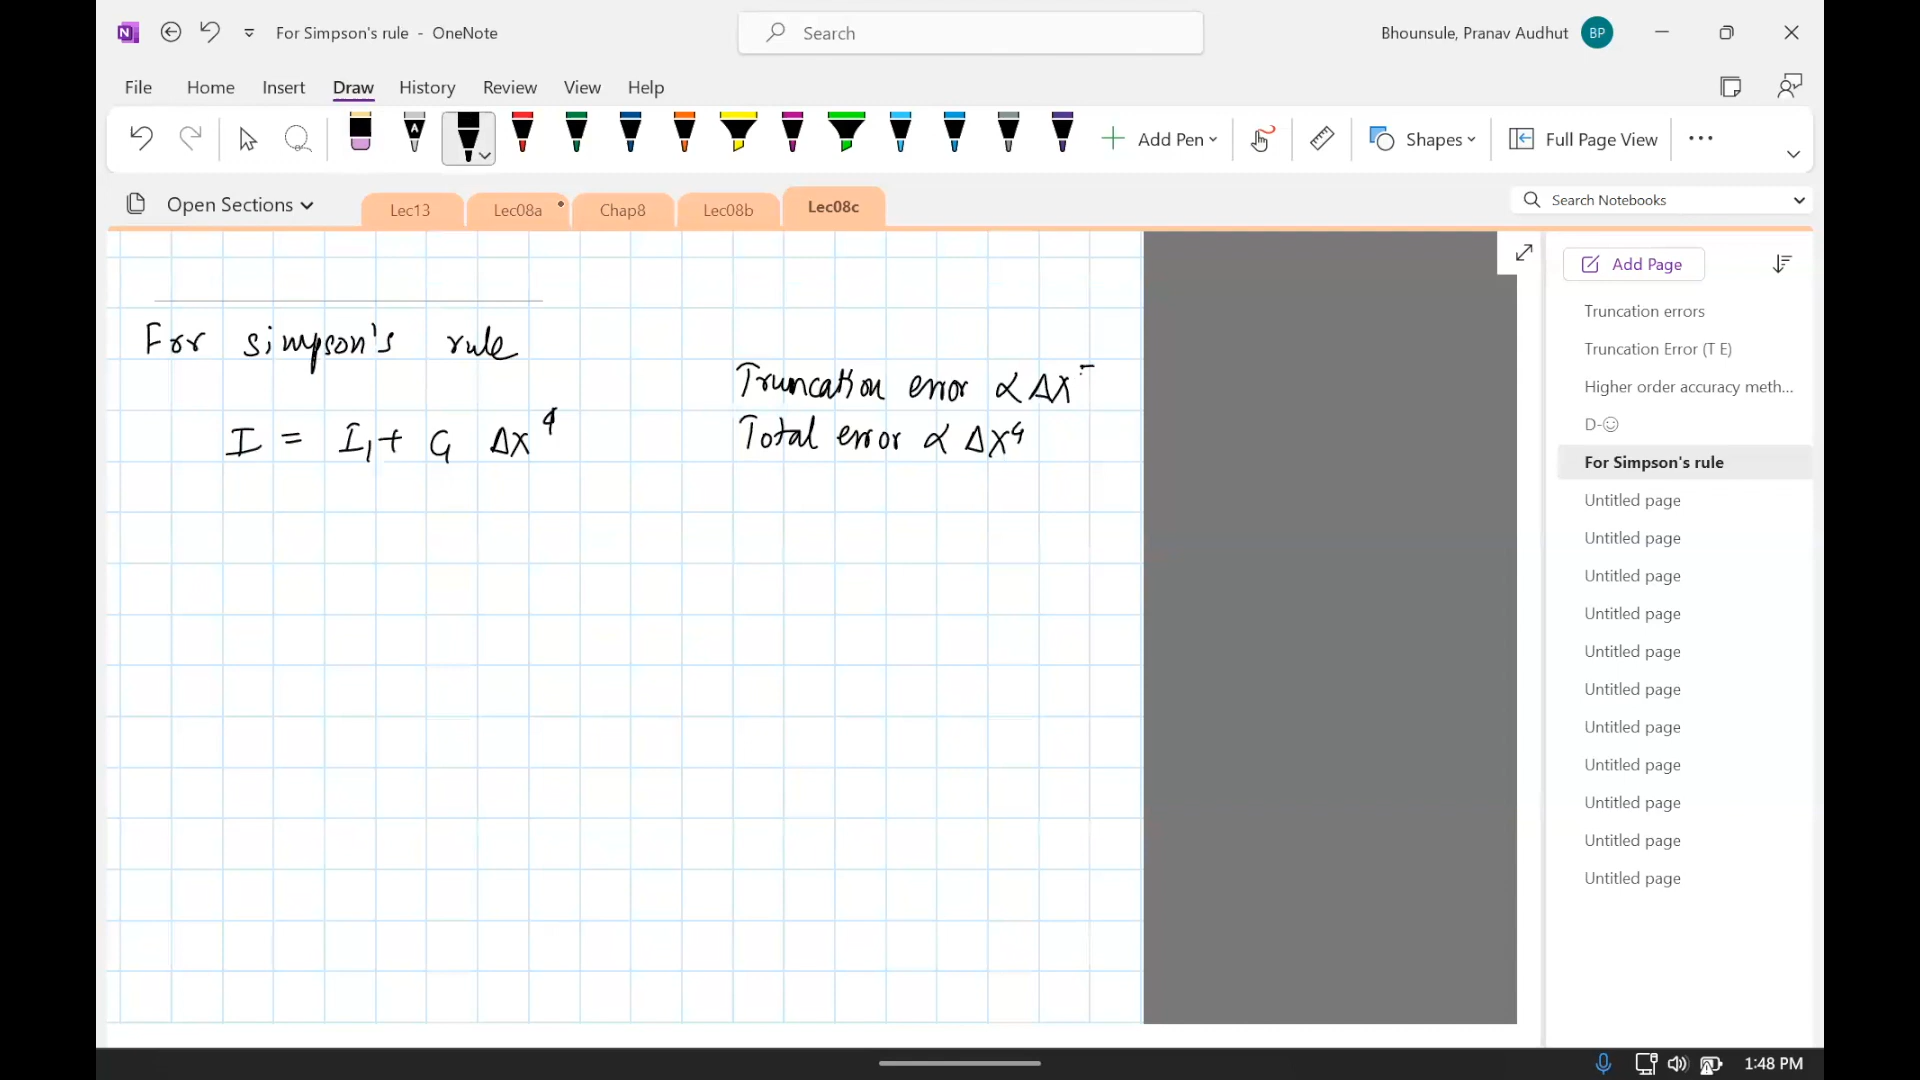 For Simpson's rule - OneNote
Search
Bhounsule, Pranav Audhut BP
File Home Insert Draw History Review View Help
Add Pen
Shapes
Full Page View
Open Sections
Lec13
Lec08a
Chap8
Lec08b
Lec08c
Search Notebooks
Add Page
Truncation errors
Truncation Error (T E)
Higher order accuracy meth...
D-☺
For Simpson's rule
Untitled page
Untitled page
Untitled page
Untitled page
Untitled page
Untitled page
Untitled page
Untitled page
Untitled page
Untitled page
Untitled page
For simpson's rule
Truncation error α Δx
Total error α Δx⁴
I = I₁ + C₁ Δx⁴
1:48 PM